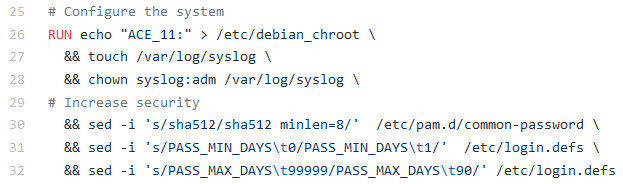 25 # Configure the system
26 RUN echo "ACE_11:" > /etc/debian_chroot \
27 && touch /var/log/syslog \
28 && chown syslog:adm /var/log/syslog \
29 # Increase security
30 && sed -i 's/sha512/sha512 minlen=8/'  /etc/pam.d/common-password \
31 && sed -i 's/PASS_MIN_DAYS\t0/PASS_MIN_DAYS\t1/'  /etc/login.defs \
32 && sed -i 's/PASS_MAX_DAYS\t99999/PASS_MAX_DAYS\t90/' /etc/login.defs